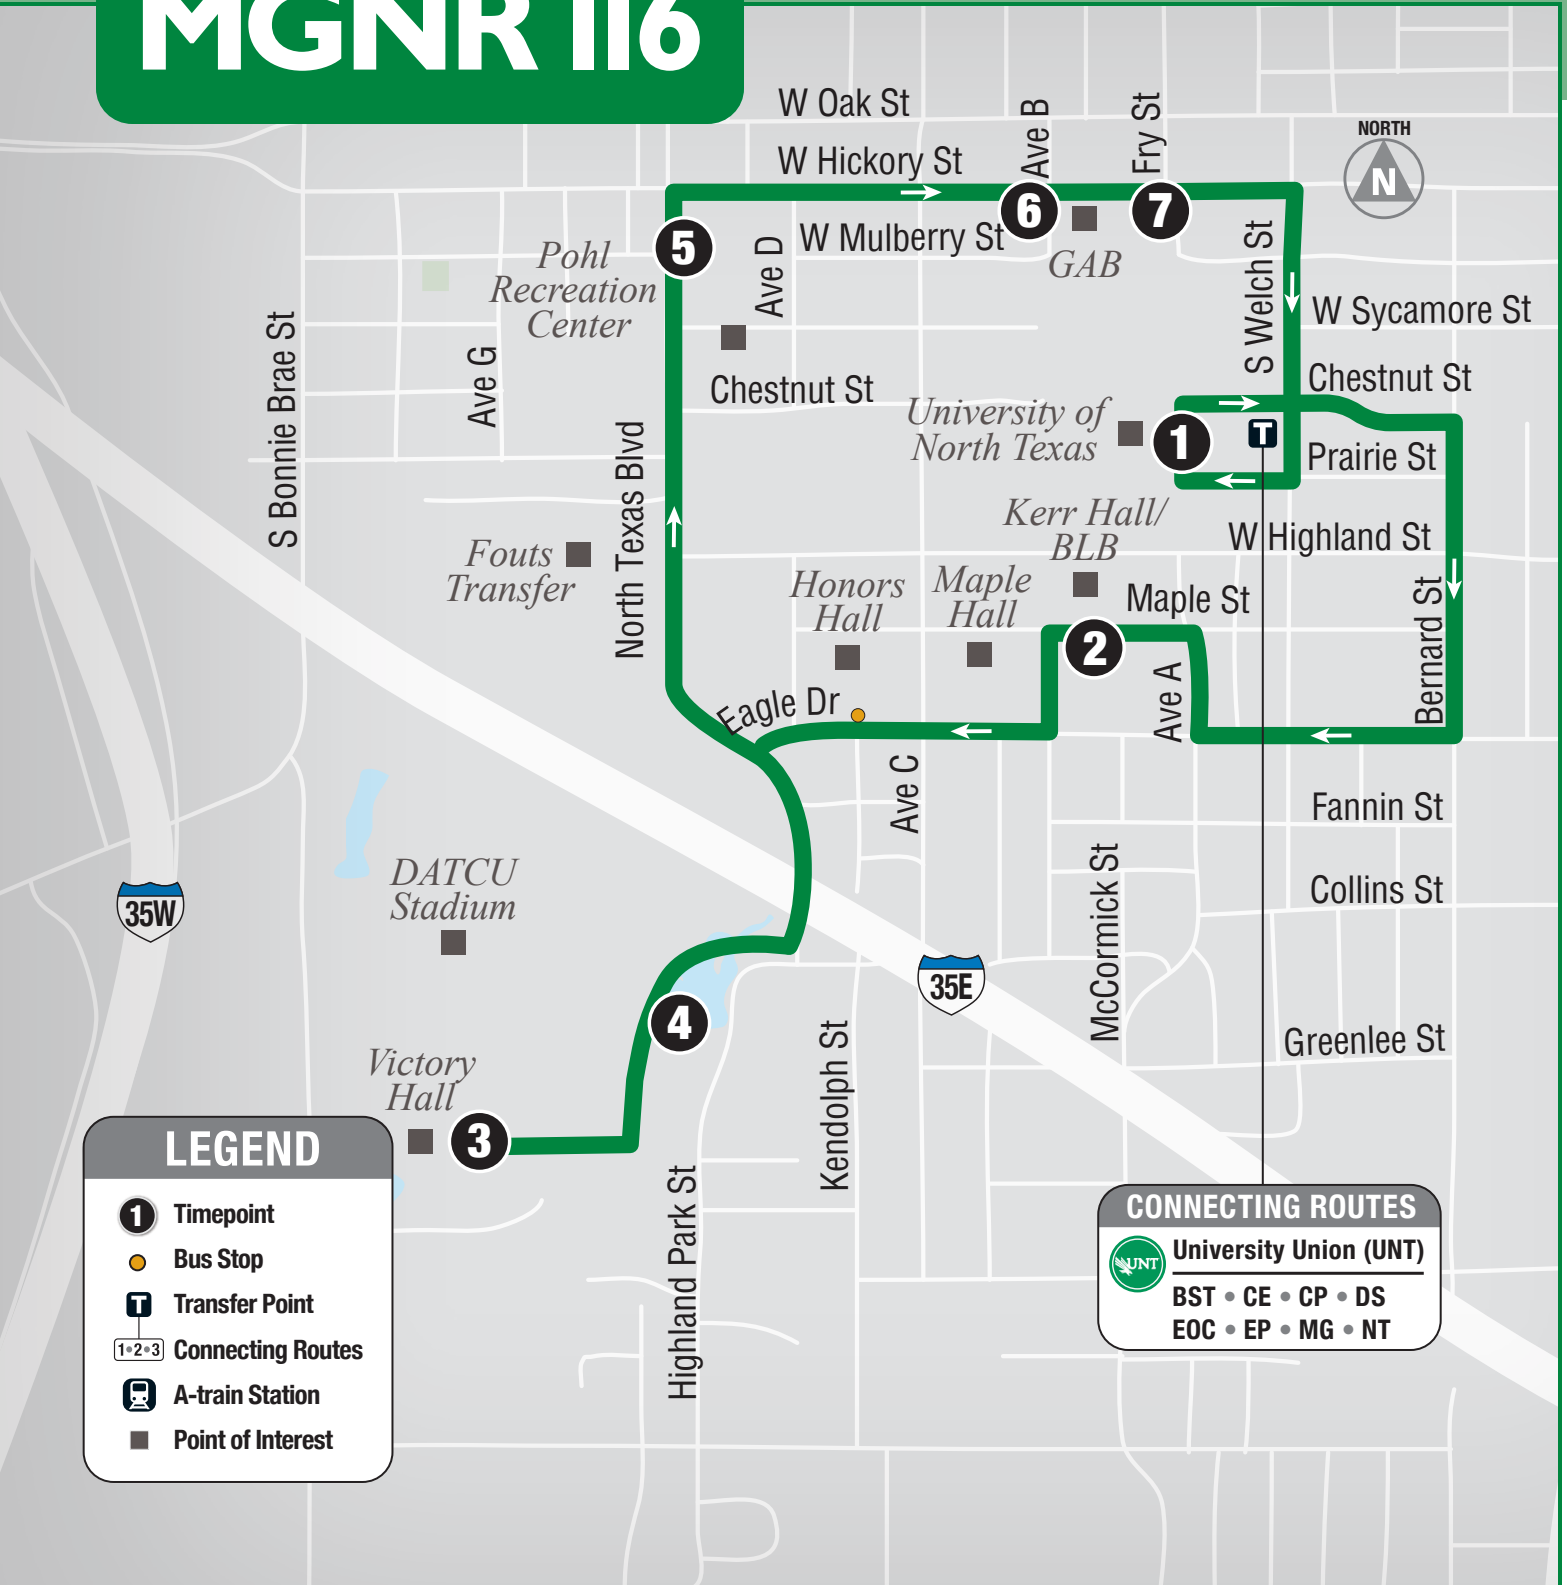 MGNR 116
W Oak St
Ave B
Fry St
NORTH
N
W Hickory St
6
7
5
W Mulberry St
Pohl
Recreation
Center
Ave D
GAB
S Welch St
W Sycamore St
S Bonnie Brae St
Ave G
Chestnut St
Chestnut St
University of
North Texas
1
T
Prairie St
North Texas Blvd
Kerr Hall/
BLB
W Highland St
Fouts
Transfer
Honors
Hall
Maple
Hall
Maple St
2
Bernard St
Ave A
Eagle Dr
Ave C
Fannin St
DATCU
Stadium
McCormick St
Collins St
35W
35E
4
Kendolph St
Greenlee St
Victory
Hall
3
Highland Park St
LEGEND
1 Timepoint
Bus Stop
T Transfer Point
1•2•3 Connecting Routes
A-train Station
Point of Interest
CONNECTING ROUTES
UNT
University Union (UNT)
BST • CE • CP • DS
EOC • EP • MG • NT